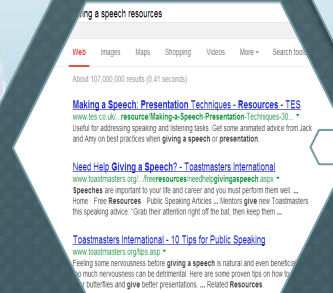 ing a speech resources
Web Images Maps Shopping Videos More Search tools
About 107,000,000 results (0.41 seconds)
Making a Speech: Presentation Techniques - Resources - TES
www.tes.co.uk/...resource/Making-a-Speech-Presentation-Techniques-30...
Useful for addressing speaking and listening tasks. Get some animated advice from Jack
and Amy on best practices when giving a speech or presentation.
Need Help Giving a Speech? - Toastmasters International
www.toastmasters.org/.../freeresources/needhelpgivingaspeech.aspx
Speeches are important to your life and career and you must perform them well. ...
Home · Free Resources · Public Speaking Articles ... Mentors give new Toastmasters
this speaking advice: "Grab their attention right off the bat, then keep them ...
Toastmasters International - 10 Tips for Public Speaking
www.toastmasters.org/tips.asp
Feeling some nervousness before giving a speech is natural and even beneficial
too much nervousness can be detrimental. Here are some proven tips on how to
butterflies and give better presentations. ... Related Resources.